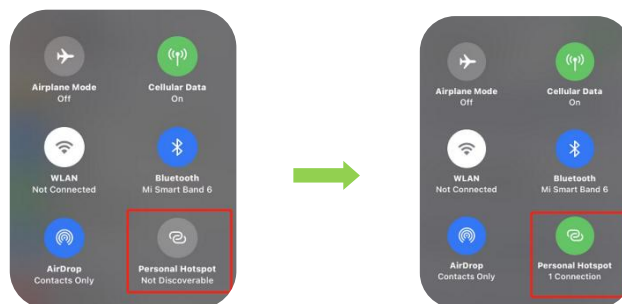 Airplane Mode
Off
Cellular Data
On
WLAN
Not Connected
Bluetooth
Mi Smart Band 6
AirDrop
Contacts Only
Personal Hotspot
Not Discoverable
Airplane Mode
Off
Cellular Data
On
WLAN
Not Connected
Bluetooth
Mi Smart Band 6
AirDrop
Contacts Only
Personal Hotspot
1 Connection